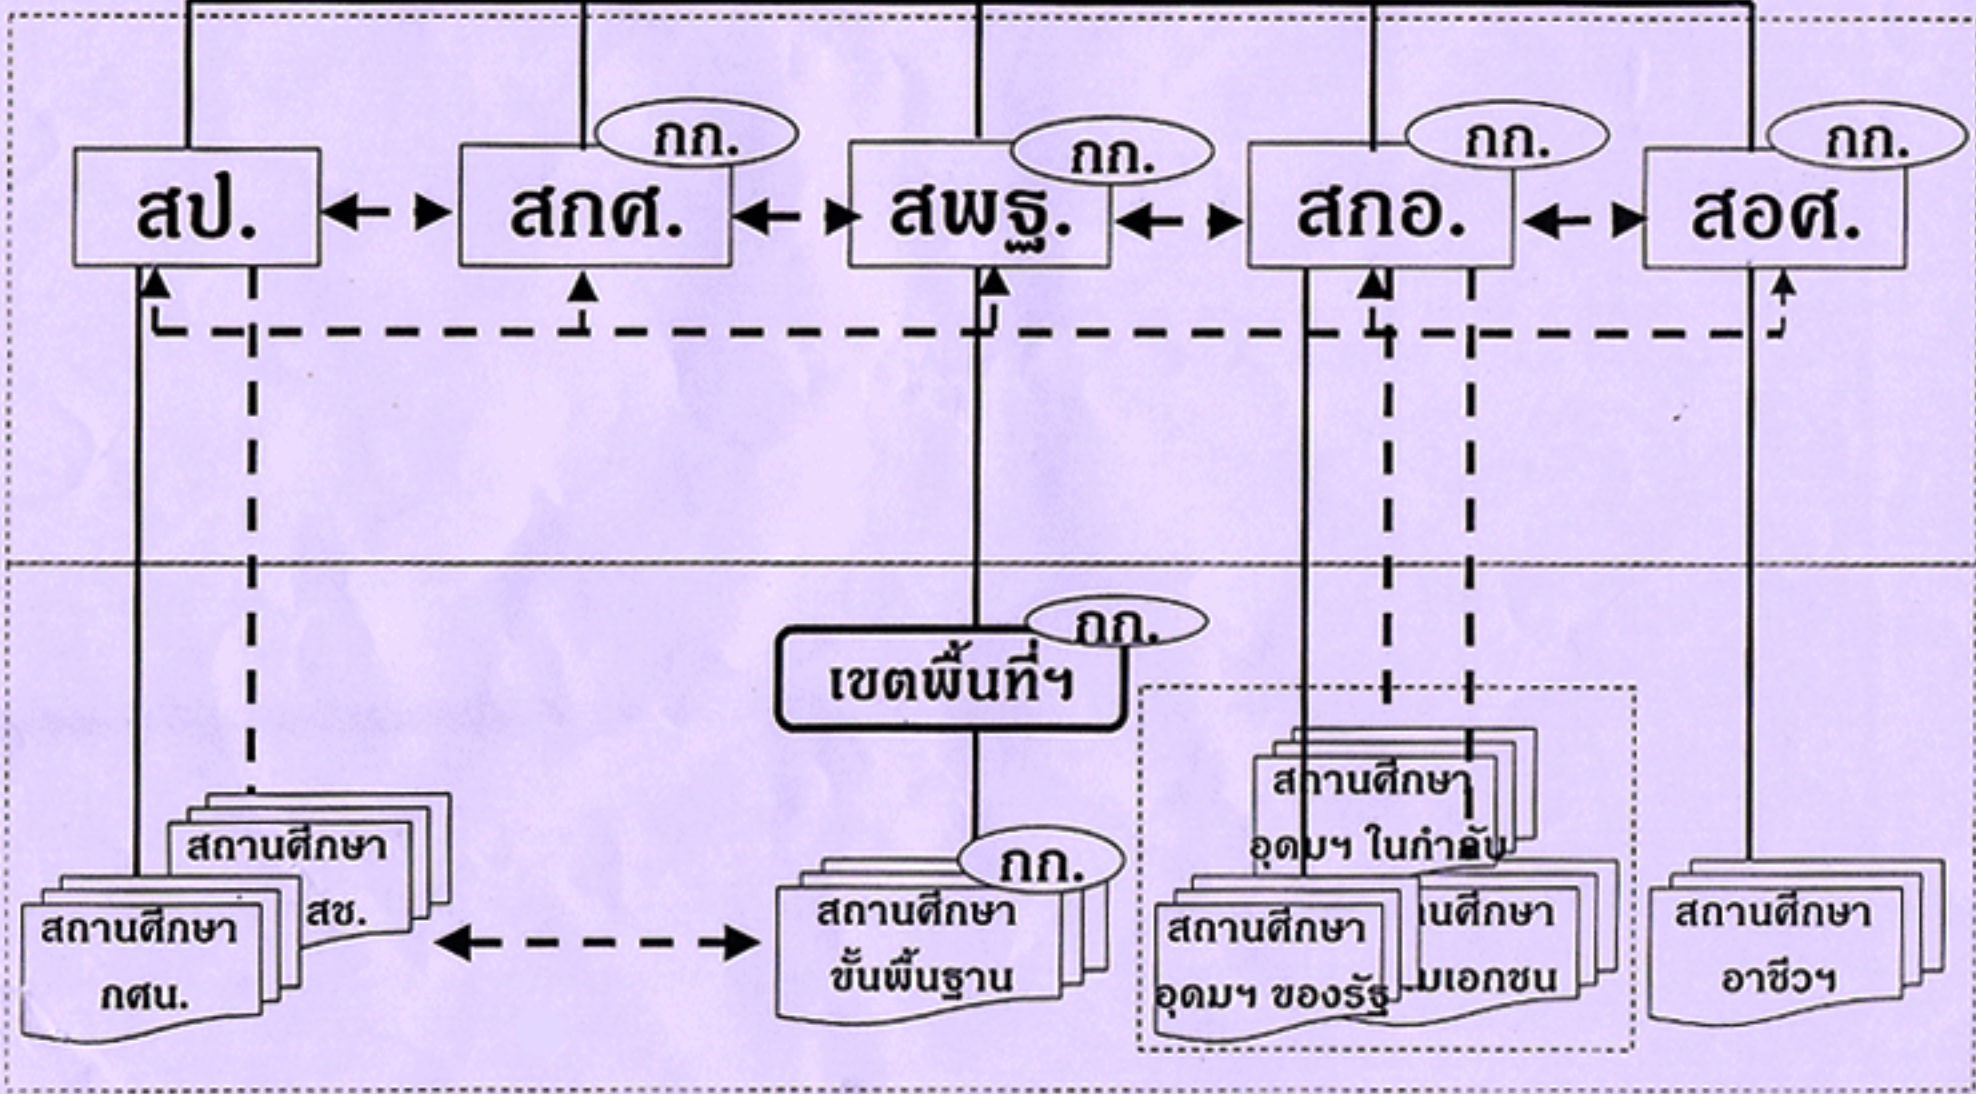 กก.
กก.
กก.
กก.
สป.
สกศ.
สพฐ.
สกอ.
สอศ.
กก.
เขตพื้นที่ฯ
สถานศึกษา
อุดมฯ ในกำกับ
สถานศึกษา
สช.
กก.
สถานศึกษา
กศน.
สถานศึกษา
ขั้นพื้นฐาน
สถานศึกษา
อุดมฯ ของรัฐ
เอกชน
สถานศึกษา
อาชีวฯ